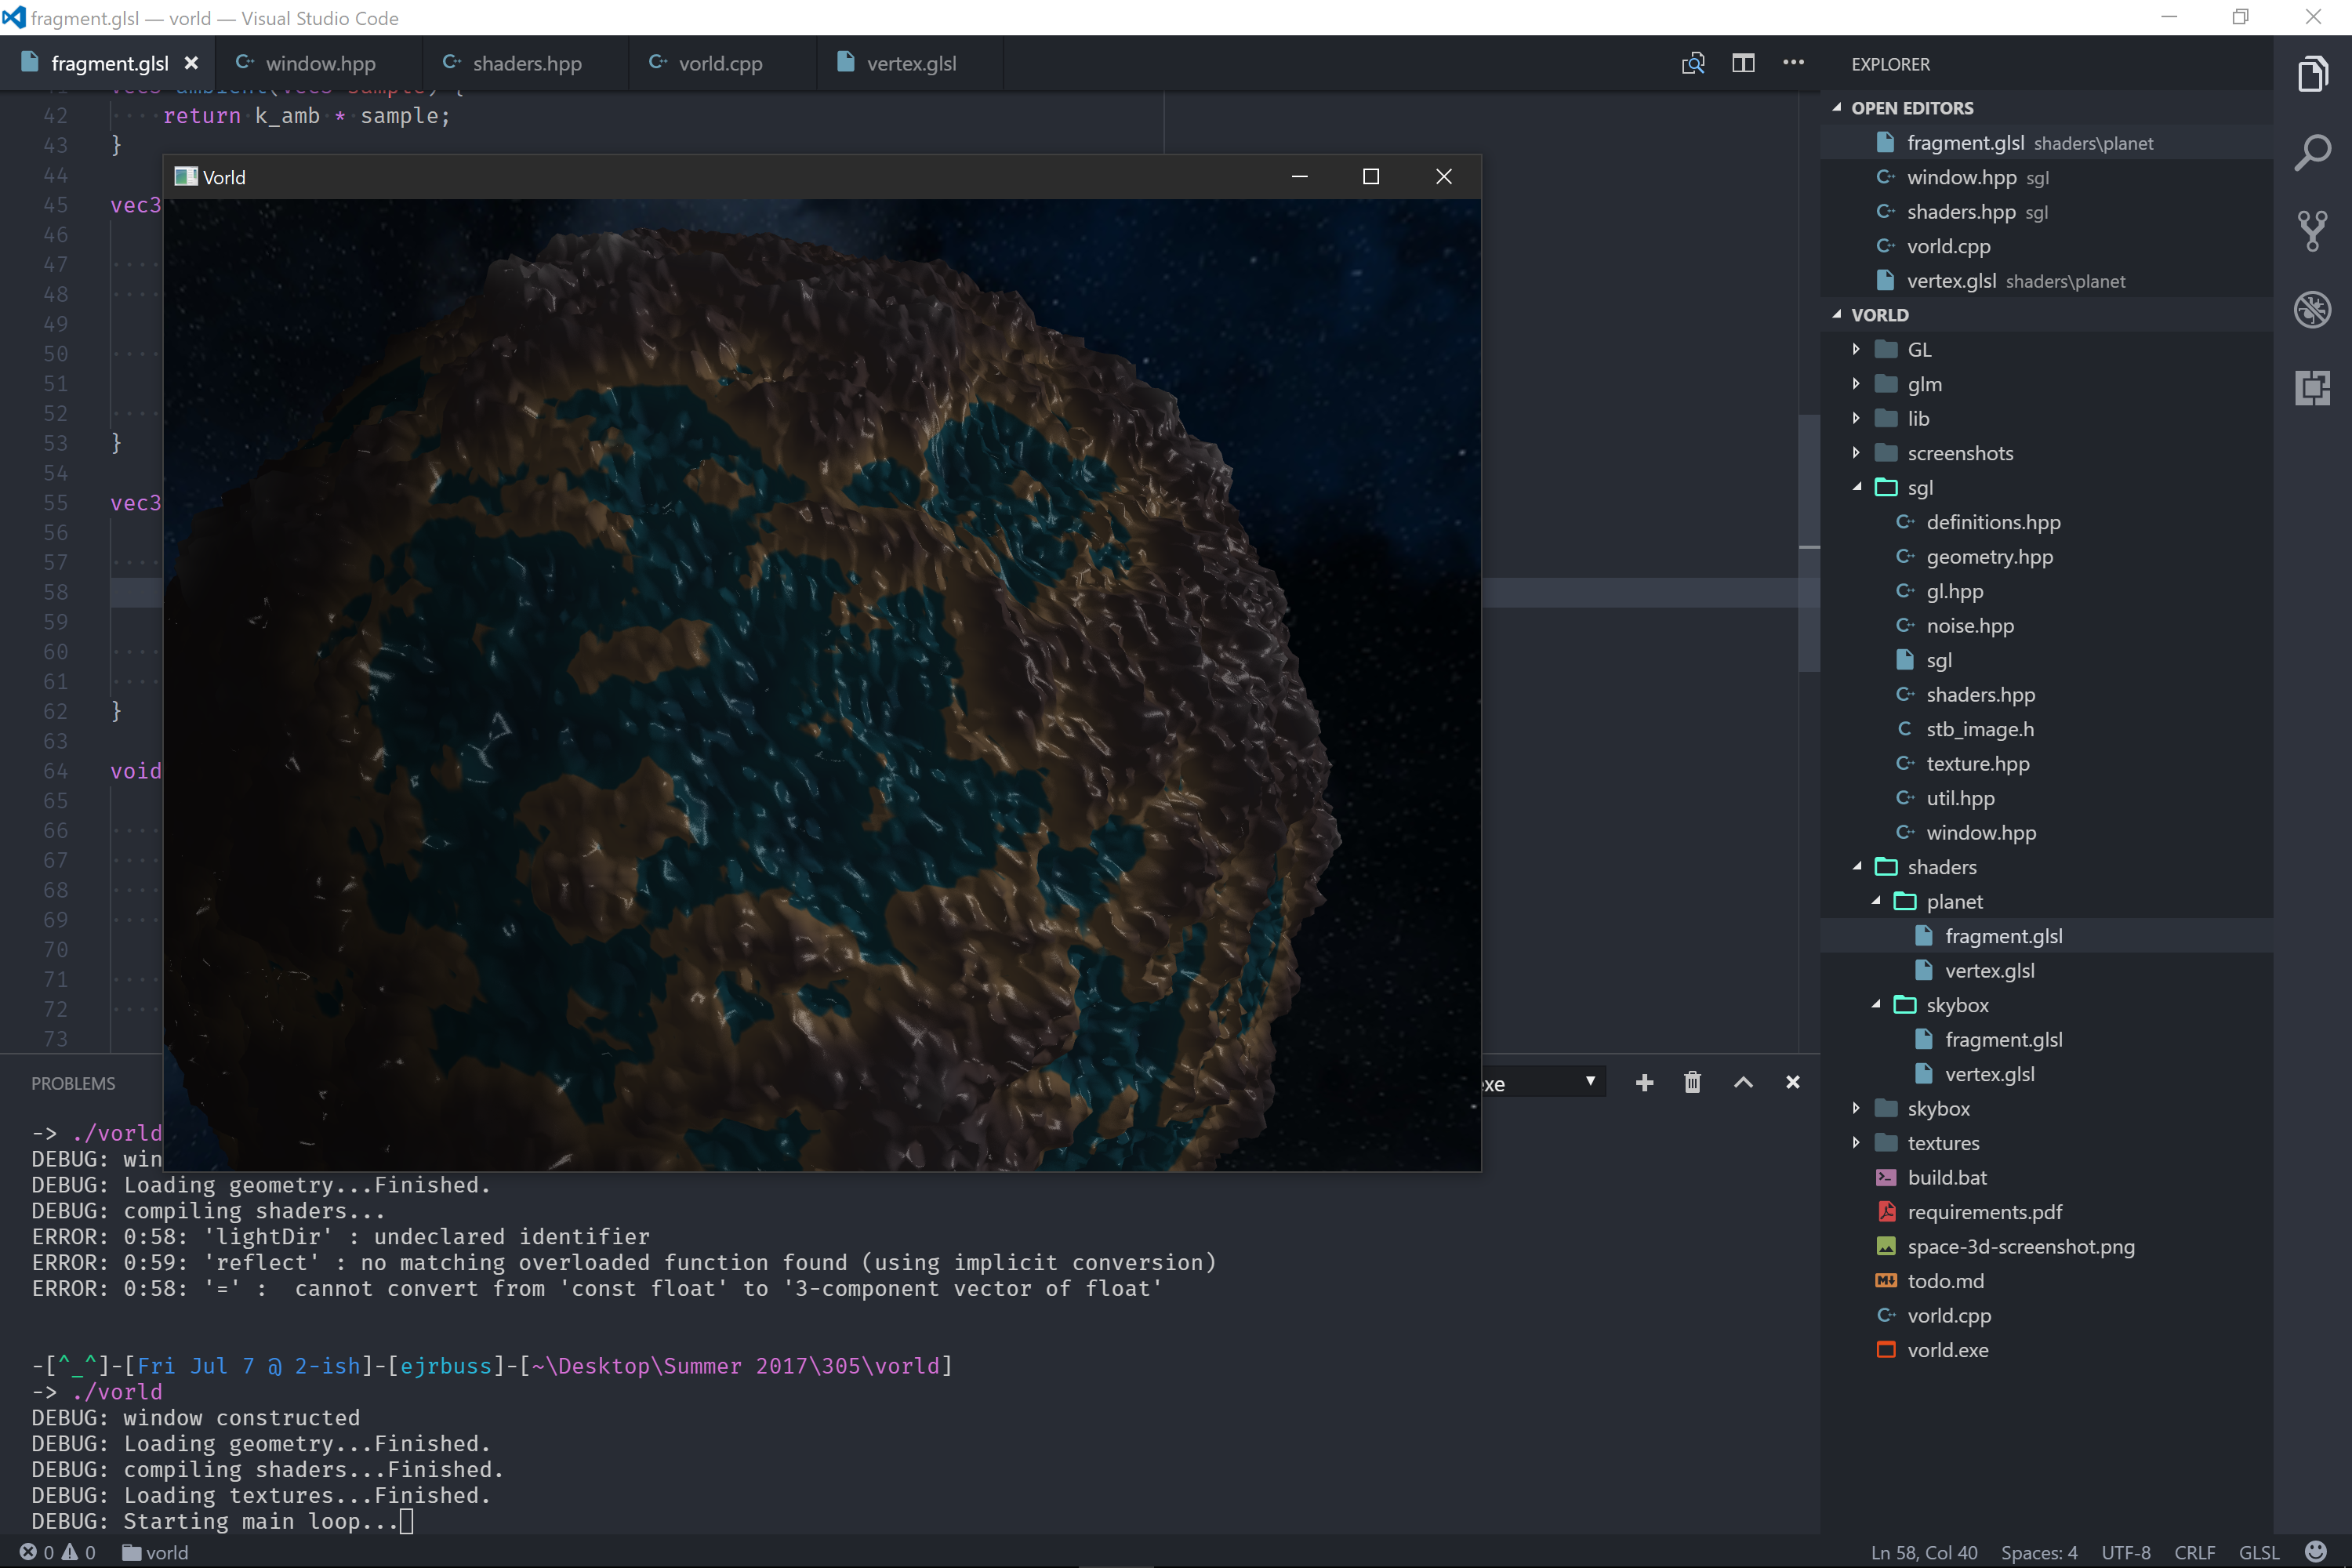 fragment.glsl — vorld — Visual Studio Code
fragment.glsl
window.hpp
shaders.hpp
vorld.cpp
vertex.glsl
42 return k_amb * sample;
43 }
44
45 vec3
46
47
48
49
50
51
52
53 }
54
55 vec3
56
57
58
59
60
61
62 }
63
64 void
65
66
67
68
69
70
71
72
73
Vorld
PROBLEMS
xe
-> ./vorld
DEBUG: win
DEBUG: Loading geometry...Finished.
DEBUG: compiling shaders...
ERROR: 0:58: 'lightDir' : undeclared identifier
ERROR: 0:59: 'reflect' : no matching overloaded function found (using implicit conversion)
ERROR: 0:58: '=' :  cannot convert from 'const float' to '3-component vector of float'
-[^_^]-[Fri Jul 7 @ 2-ish]-[ejrbuss]-[~\Desktop\Summer 2017\305\vorld]
-> ./vorld
DEBUG: window constructed
DEBUG: Loading geometry...Finished.
DEBUG: compiling shaders...Finished.
DEBUG: Loading textures...Finished.
DEBUG: Starting main loop...
EXPLORER
OPEN EDITORS
fragment.glsl shaders\planet
window.hpp sgl
shaders.hpp sgl
vorld.cpp
vertex.glsl shaders\planet
VORLD
GL
glm
lib
screenshots
sgl
definitions.hpp
geometry.hpp
gl.hpp
noise.hpp
sgl
shaders.hpp
stb_image.h
texture.hpp
util.hpp
window.hpp
shaders
planet
fragment.glsl
vertex.glsl
skybox
fragment.glsl
vertex.glsl
skybox
textures
build.bat
requirements.pdf
space-3d-screenshot.png
todo.md
vorld.cpp
vorld.exe
0 0 vorld
Ln 58, Col 40 Spaces: 4 UTF-8 CRLF GLSL